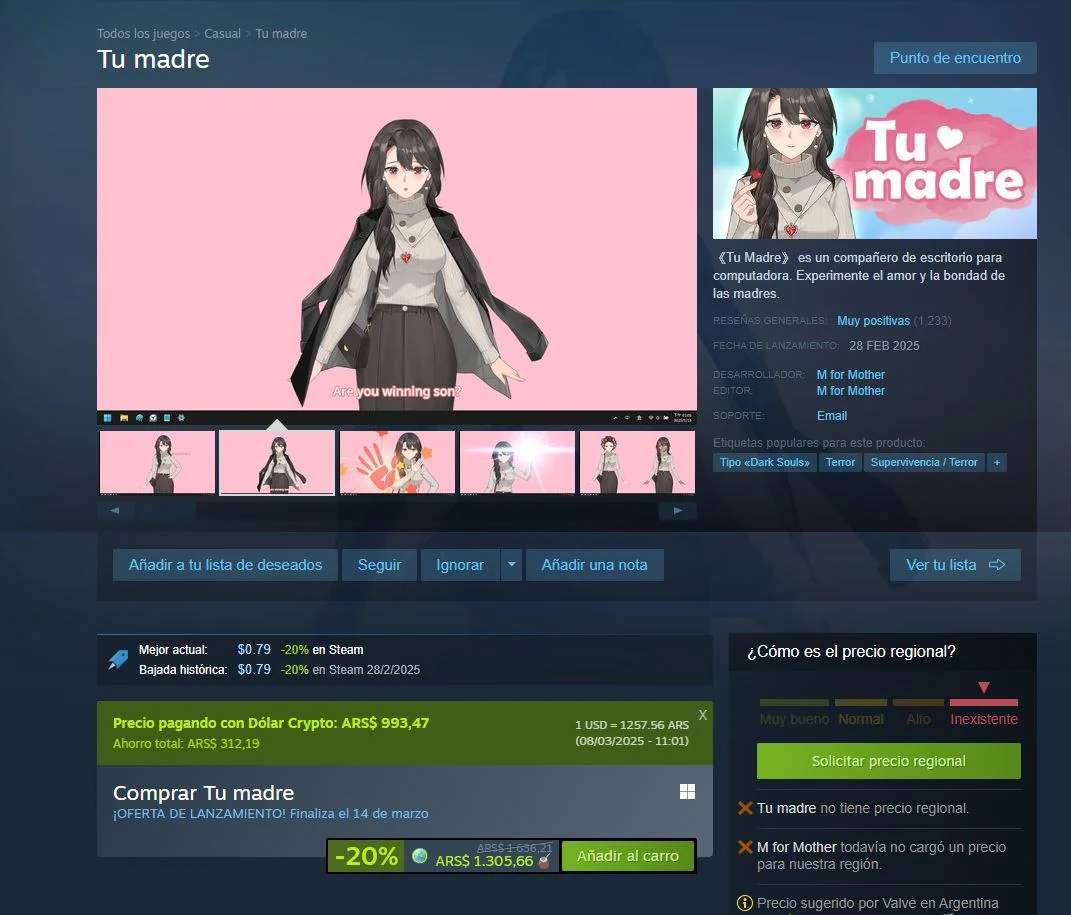 Todos los juegos > Casual > Tu madre
Tu madre
Punto de encuentro
Are you winning son?
Tu
madre
《Tu Madre》 es un compañero de escritorio para
computadora. Experimente el amor y la bondad de
las madres.
RESEÑAS GENERALES: Muy positivas (1,233)
FECHA DE LANZAMIENTO: 28 FEB 2025
DESARROLLADOR: M for Mother
EDITOR: M for Mother
SOPORTE: Email
Etiquetas populares para este producto:
Tipo «Dark Souls» Terror Supervivencia / Terror +
Añadir a tu lista de deseados Seguir Ignorar Añadir una nota Ver tu lista
Mejor actual: $0.79 -20% en Steam
Bajada histórica: $0.79 -20% en Steam 28/2/2025
Precio pagando con Dólar Crypto: ARS$ 993,47
Ahorro total: ARS$ 312,19
1 USD = 1257.56 ARS
(08/03/2025 - 11:01)
X
Comprar Tu madre
¡OFERTA DE LANZAMIENTO! Finaliza el 14 de marzo
-20% ARS$ 1.636,21
ARS$ 1.305,66
Añadir al carro
¿Cómo es el precio regional?
Muy bueno Normal Alto Inexistente
Solicitar precio regional
Tu madre no tiene precio regional.
M for Mother todavía no cargó un precio
para nuestra región.
Precio sugerido por Valve en Argentina